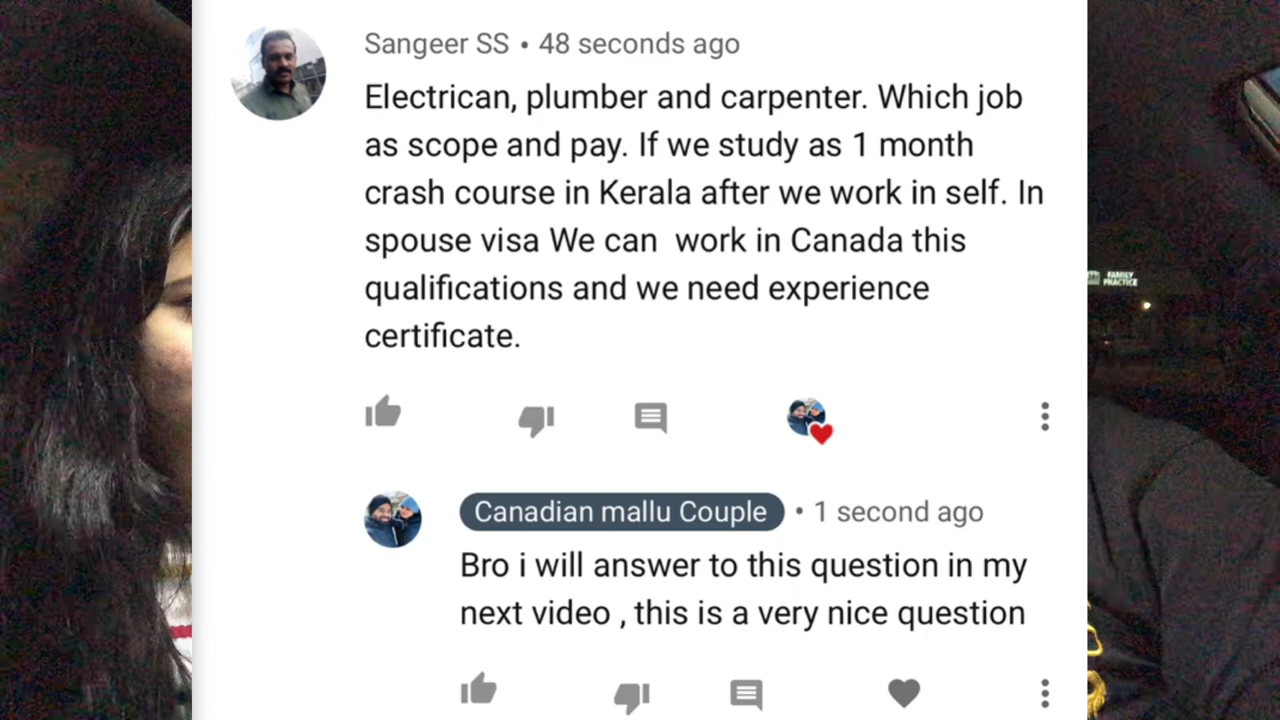 Sangeer SS • 48 seconds ago
Electrican, plumber and carpenter. Which job
as scope and pay. If we study as 1 month
crash course in Kerala after we work in self. In
spouse visa We can  work in Canada this
qualifications and we need experience
certificate.
FAMILY
PRACTICE
Canadian mallu Couple • 1 second ago
Bro i will answer to this question in my
next video , this is a very nice question